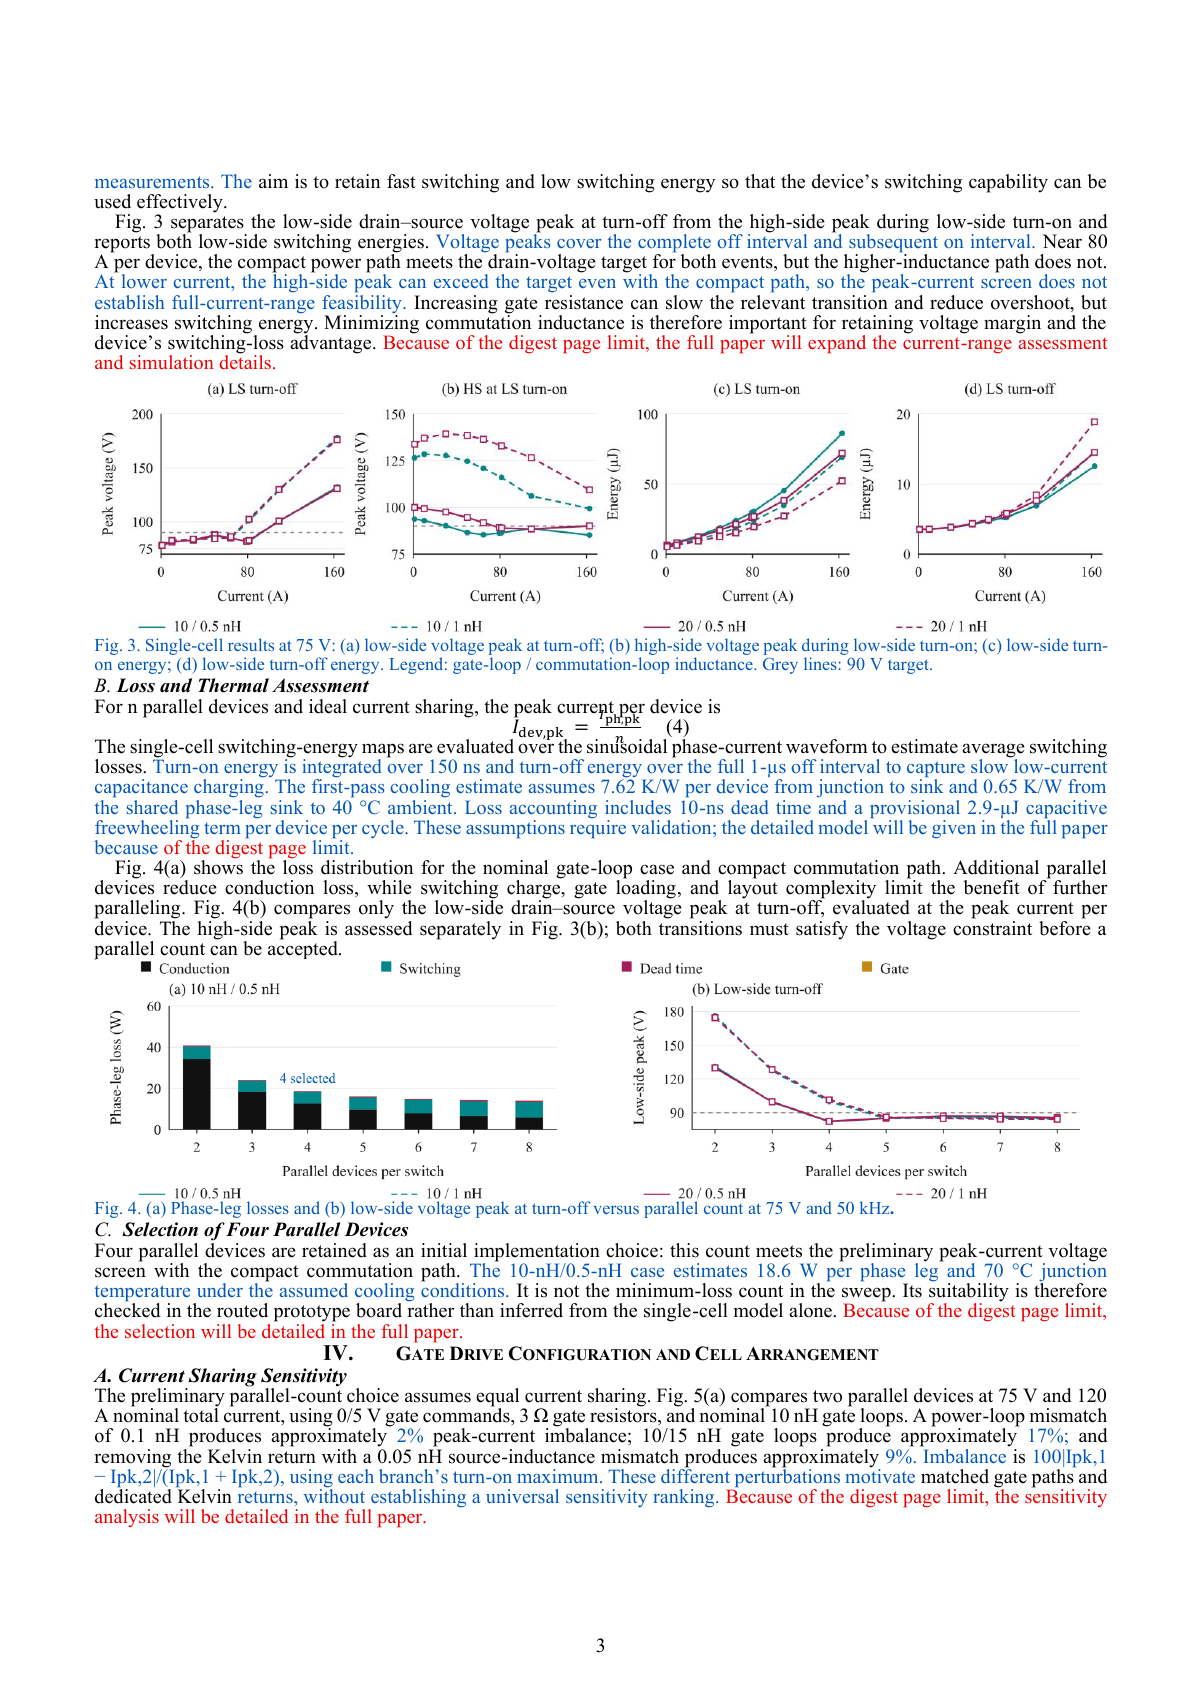 measurements. The aim is to retain fast switching and low switching energy so that the device’s switching capability can be
used effectively.
Fig. 3 separates the low-side drain–source voltage peak at turn-off from the high-side peak during low-side turn-on and
reports both low-side switching energies. Voltage peaks cover the complete off interval and subsequent on interval. Near 80
A per device, the compact power path meets the drain-voltage target for both events, but the higher-inductance path does not.
At lower current, the high-side peak can exceed the target even with the compact path, so the peak-current screen does not
establish full-current-range feasibility. Increasing gate resistance can slow the relevant transition and reduce overshoot, but
increases switching energy. Minimizing commutation inductance is therefore important for retaining voltage margin and the
device’s switching-loss advantage. Because of the digest page limit, the full paper will expand the current-range assessment
and simulation details.
(a) LS turn-off
Peak voltage (V)
200
150
100
75
0 80 160
Current (A)
(b) HS at LS turn-on
Peak voltage (V)
150
125
100
75
0 80 160
Current (A)
(c) LS turn-on
Energy (μJ)
100
50
0
0 80 160
Current (A)
(d) LS turn-off
Energy (μJ)
20
10
0
0 80 160
Current (A)
10 / 0.5 nH 10 / 1 nH 20 / 0.5 nH 20 / 1 nH
Fig. 3. Single-cell results at 75 V: (a) low-side voltage peak at turn-off; (b) high-side voltage peak during low-side turn-on; (c) low-side turn-
on energy; (d) low-side turn-off energy. Legend: gate-loop / commutation-loop inductance. Grey lines: 90 V target.
B. Loss and Thermal Assessment
For n parallel devices and ideal current sharing, the peak current per device is
I_dev,pk = I_ph,pk / n (4)
The single-cell switching-energy maps are evaluated over the sinusoidal phase-current waveform to estimate average switching
losses. Turn-on energy is integrated over 150 ns and turn-off energy over the full 1-μs off interval to capture slow low-current
capacitance charging. The first-pass cooling estimate assumes 7.62 K/W per device from junction to sink and 0.65 K/W from
the shared phase-leg sink to 40 °C ambient. Loss accounting includes 10-ns dead time and a provisional 2.9-μJ capacitive
freewheeling term per device per cycle. These assumptions require validation; the detailed model will be given in the full paper
because of the digest page limit.
Fig. 4(a) shows the loss distribution for the nominal gate-loop case and compact commutation path. Additional parallel
devices reduce conduction loss, while switching charge, gate loading, and layout complexity limit the benefit of further
paralleling. Fig. 4(b) compares only the low-side drain–source voltage peak at turn-off, evaluated at the peak current per
device. The high-side peak is assessed separately in Fig. 3(b); both transitions must satisfy the voltage constraint before a
parallel count can be accepted.
Conduction Switching Dead time Gate
(a) 10 nH / 0.5 nH
Phase-leg loss (W)
60
40
20
0
4 selected
2 3 4 5 6 7 8
Parallel devices per switch
(b) Low-side turn-off
Low-side peak (V)
180
150
120
90
2 3 4 5 6 7 8
Parallel devices per switch
10 / 0.5 nH 10 / 1 nH 20 / 0.5 nH 20 / 1 nH
Fig. 4. (a) Phase-leg losses and (b) low-side voltage peak at turn-off versus parallel count at 75 V and 50 kHz.
C. Selection of Four Parallel Devices
Four parallel devices are retained as an initial implementation choice: this count meets the preliminary peak-current voltage
screen with the compact commutation path. The 10-nH/0.5-nH case estimates 18.6 W per phase leg and 70 °C junction
temperature under the assumed cooling conditions. It is not the minimum-loss count in the sweep. Its suitability is therefore
checked in the routed prototype board rather than inferred from the single-cell model alone. Because of the digest page limit,
the selection will be detailed in the full paper.
IV. GATE DRIVE CONFIGURATION AND CELL ARRANGEMENT
A. Current Sharing Sensitivity
The preliminary parallel-count choice assumes equal current sharing. Fig. 5(a) compares two parallel devices at 75 V and 120
A nominal total current, using 0/5 V gate commands, 3 Ω gate resistors, and nominal 10 nH gate loops. A power-loop mismatch
of 0.1 nH produces approximately 2% peak-current imbalance; 10/15 nH gate loops produce approximately 17%; and
removing the Kelvin return with a 0.05 nH source-inductance mismatch produces approximately 9%. Imbalance is 100|Ipk,1
− Ipk,2|/(Ipk,1 + Ipk,2), using each branch’s turn-on maximum. These different perturbations motivate matched gate paths and
dedicated Kelvin returns, without establishing a universal sensitivity ranking. Because of the digest page limit, the sensitivity
analysis will be detailed in the full paper.
3